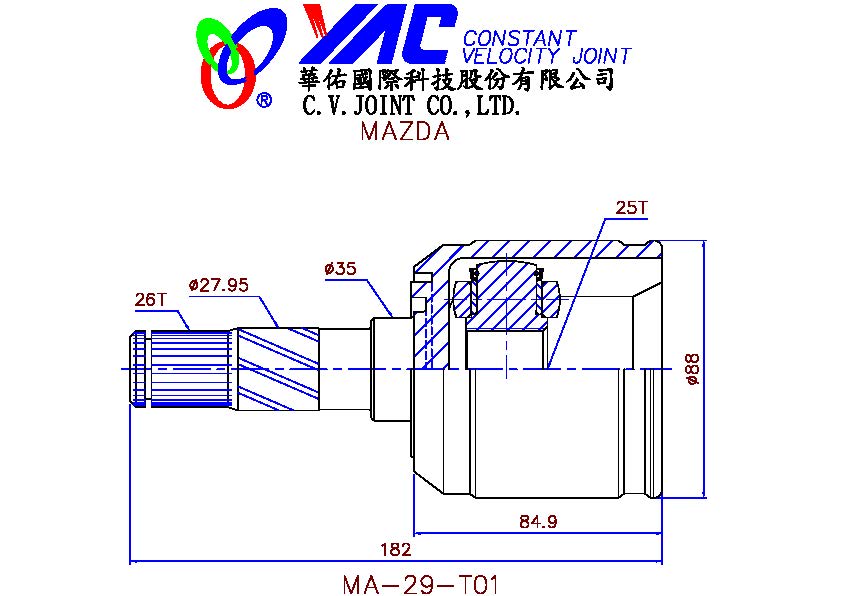 YAC CONSTANT
VELOCITY JOINT
®
華佑國際科技股份有限公司
C.V.JOINT CO.,LTD.
MAZDA
25T
ø35
ø27.95
26T
ø88
84.9
182
MA-29-T01